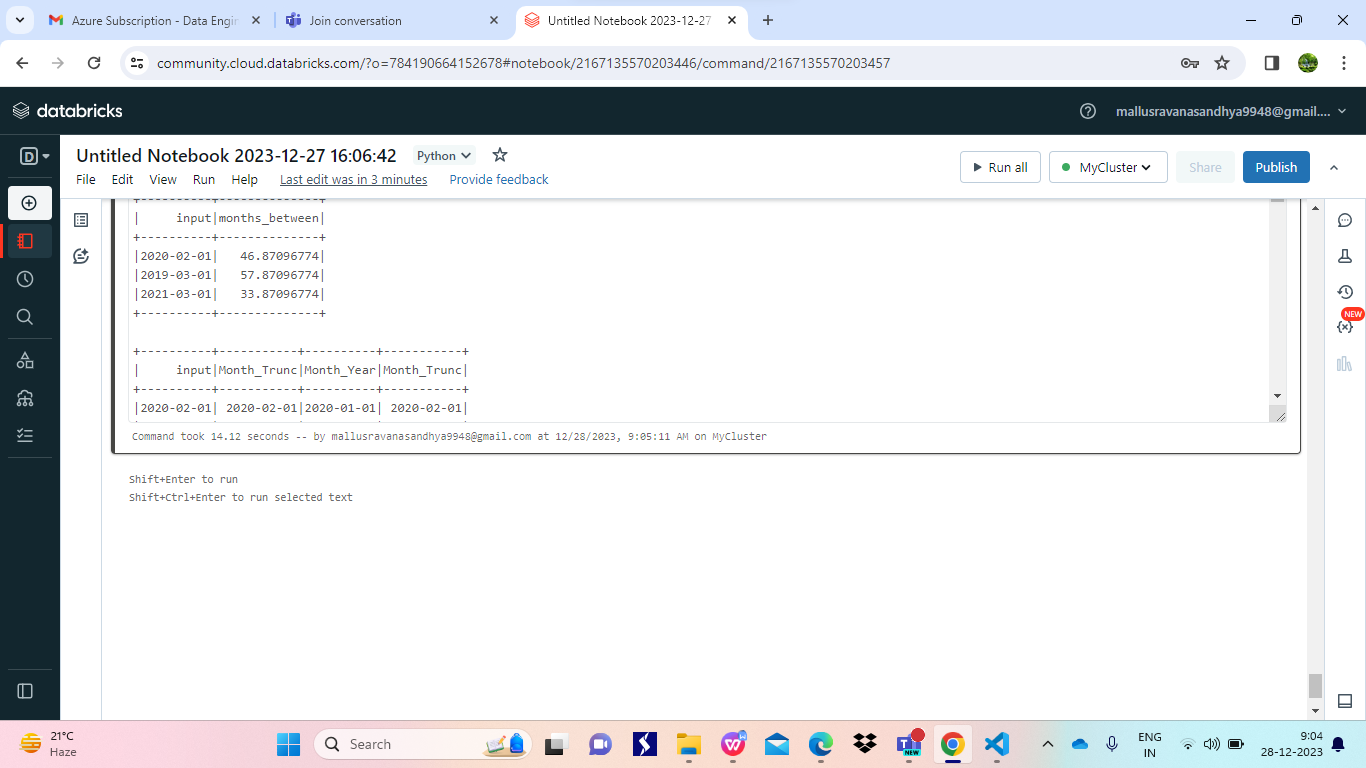 Azure Subscription - Data Engin
Join conversation
Untitled Notebook 2023-12-27
community.cloud.databricks.com/?o=784190664152678#notebook/2167135570203446/command/2167135570203457
databricks
mallusravanasandhya9948@gmail....
Untitled Notebook 2023-12-27 16:06:42
Python
Run all
MyCluster
Share
Publish
File Edit View Run Help Last edit was in 3 minutes Provide feedback
+----------+--------------+
|     input|months_between|
+----------+--------------+
|2020-02-01|   46.87096774|
|2019-03-01|   57.87096774|
|2021-03-01|   33.87096774|
+----------+--------------+
+----------+-----------+----------+-----------+
|     input|Month_Trunc|Month_Year|Month_Trunc|
+----------+-----------+----------+-----------+
|2020-02-01| 2020-02-01|2020-01-01| 2020-02-01|
Command took 14.12 seconds -- by mallusravanasandhya9948@gmail.com at 12/28/2023, 9:05:11 AM on MyCluster
Shift+Enter to run
Shift+Ctrl+Enter to run selected text
NEW
21°C
Haze
Search
NEW
ENG
IN
9:04
28-12-2023